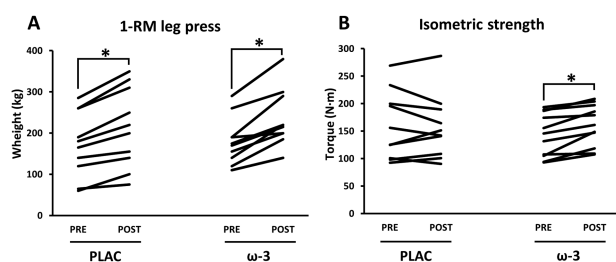 A
1-RM leg press
Wheight (kg)
400
300
200
100
0
*
*
PRE
POST
PRE
POST
PLAC
ω-3
B
Isometric strength
Torque (N·m)
300
250
200
150
100
50
0
*
PRE
POST
PRE
POST
PLAC
ω-3